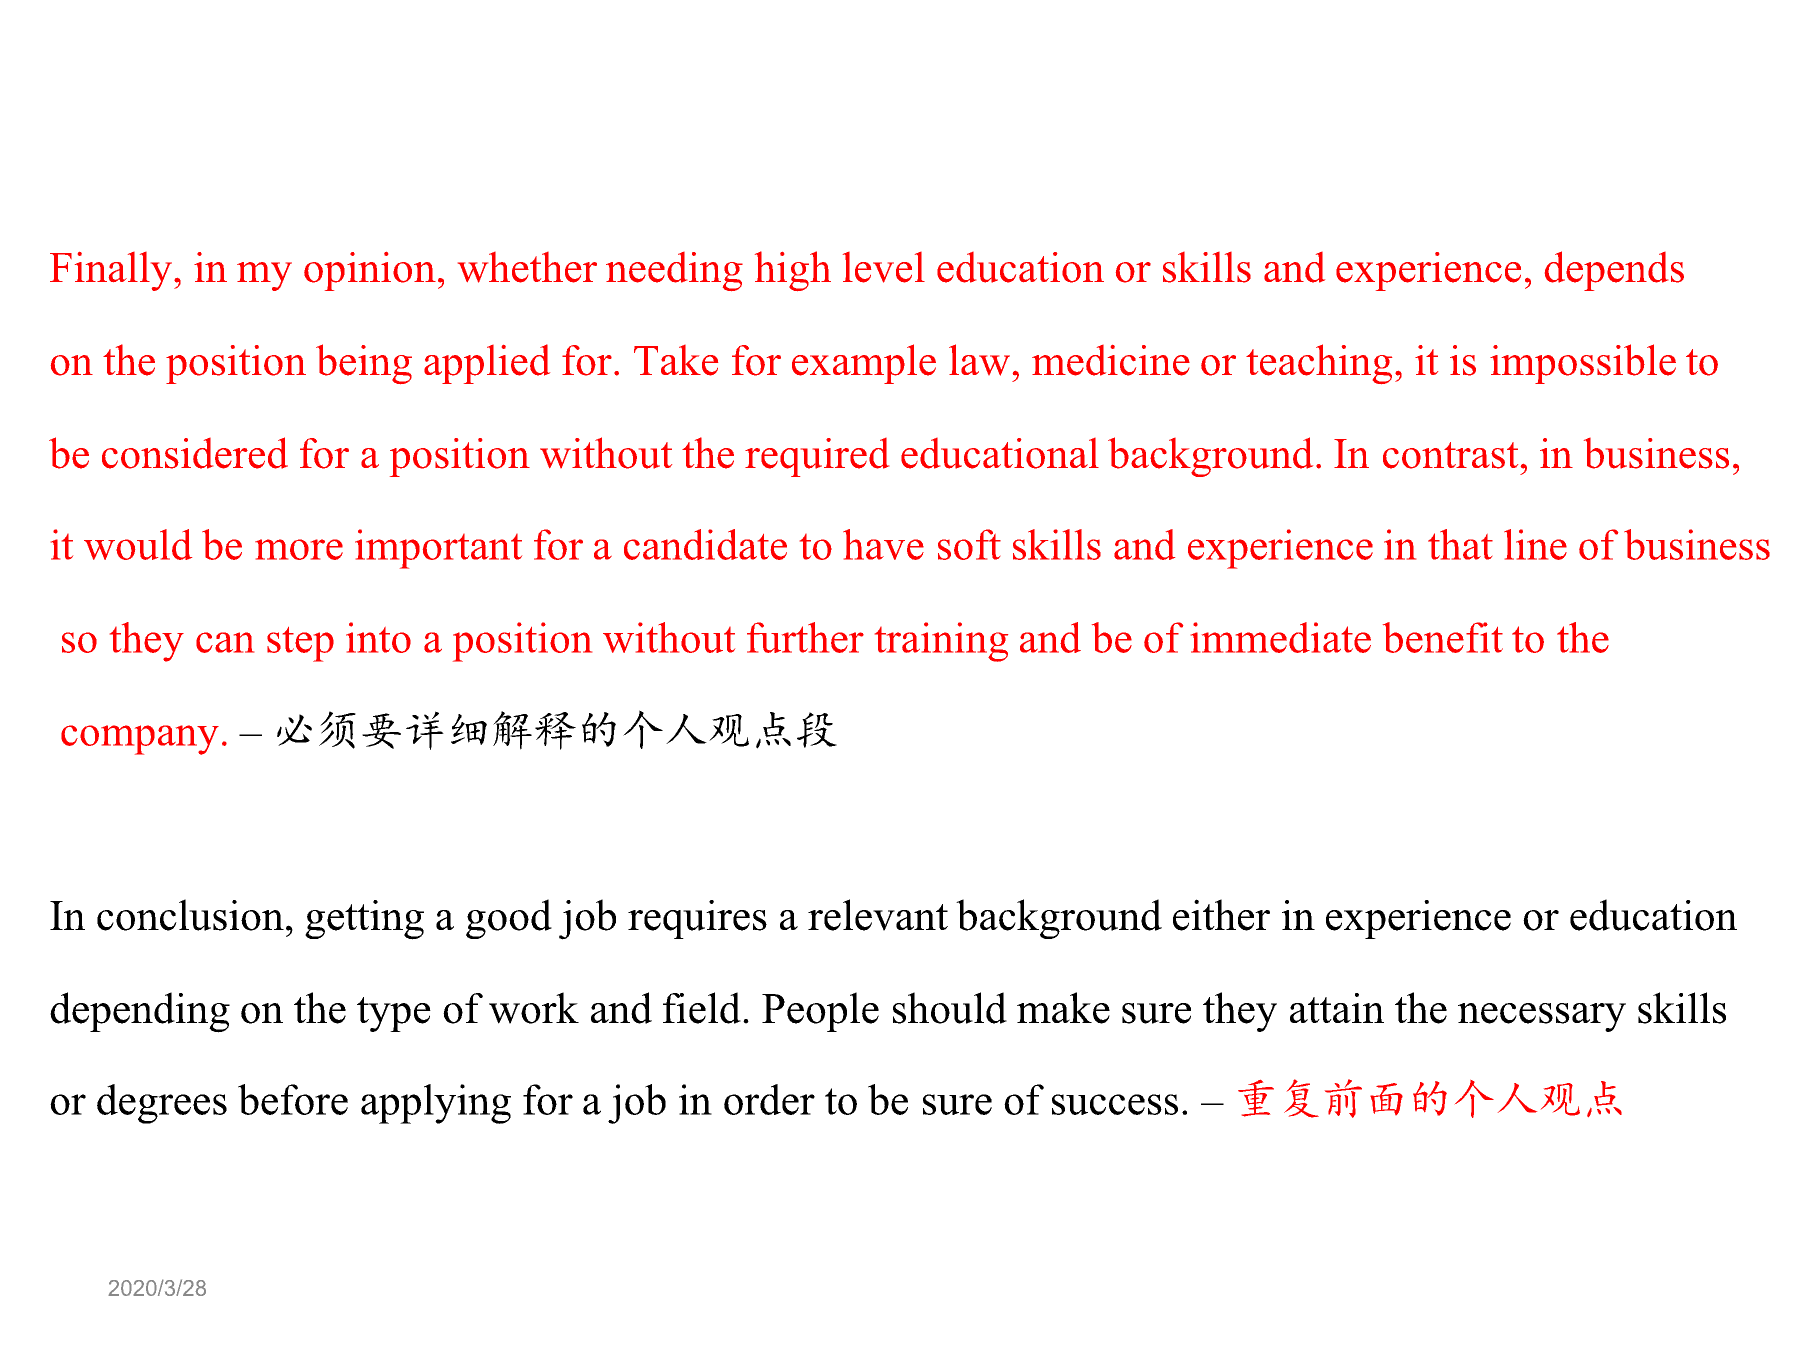 Finally, in my opinion, whether needing high level education or skills and experience, depends
on the position being applied for. Take for example law, medicine or teaching, it is impossible to
be considered for a position without the required educational background. In contrast, in business,
it would be more important for a candidate to have soft skills and experience in that line of business
so they can step into a position without further training and be of immediate benefit to the
company. – 必须要详细解释的个人观点段
In conclusion, getting a good job requires a relevant background either in experience or education
depending on the type of work and field. People should make sure they attain the necessary skills
or degrees before applying for a job in order to be sure of success. – 重复前面的个人观点
2020/3/28